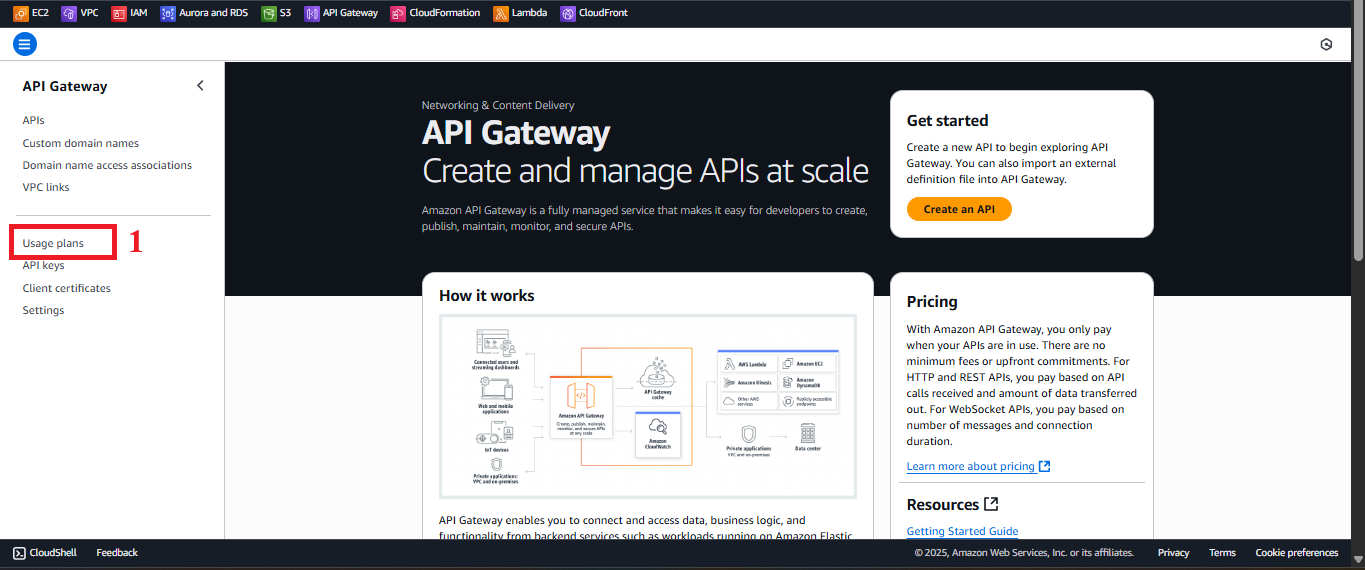 EC2 VPC IAM Aurora and RDS S3 API Gateway CloudFormation Lambda CloudFront
API Gateway
APIs
Custom domain names
Domain name access associations
VPC links
Usage plans
1
API keys
Client certificates
Settings
Networking & Content Delivery
API Gateway
Create and manage APIs at scale
Amazon API Gateway is a fully managed service that makes it easy for developers to create,
publish, maintain, monitor, and secure APIs.
Get started
Create a new API to begin exploring API
Gateway. You can also import an external
definition file into API Gateway.
Create an API
How it works
Connected users and
streaming dashboards
Web and mobile
applications
IoT devices
Private applications:
VPC and on-premises
Amazon API Gateway
Create, publish, maintain,
monitor, and secure APIs
at any scale
API Gateway
cache
Amazon
CloudWatch
AWS Lambda
Amazon EC2
Amazon Kinesis
Amazon
DynamoDB
Other AWS
services
Publicly accessible
endpoints
Private applications
VPC and on-premises
Data center
API Gateway enables you to connect and access data, business logic, and
functionality from backend services such as workloads running on Amazon Elastic
Pricing
With Amazon API Gateway, you only pay
when your APIs are in use. There are no
minimum fees or upfront commitments. For
HTTP and REST APIs, you pay based on API
calls received and amount of data transferred
out. For WebSocket APIs, you pay based on
number of messages and connection
duration.
Learn more about pricing
Resources
Getting Started Guide
CloudShell Feedback © 2025, Amazon Web Services, Inc. or its affiliates. Privacy Terms Cookie preferences